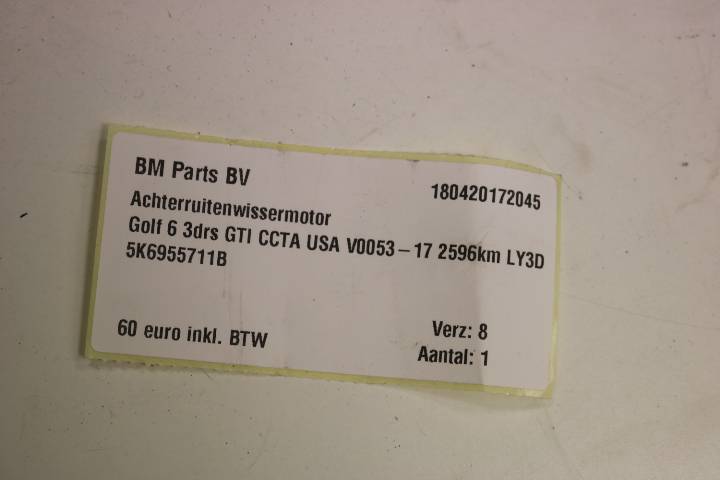 BM Parts BV 180420172045
Achterruitenwissermotor
Golf 6 3drs GTI CCTA USA V0053-17 2596km LY3D
5K6955711B
60 euro inkl. BTW Verz: 8
Aantal: 1